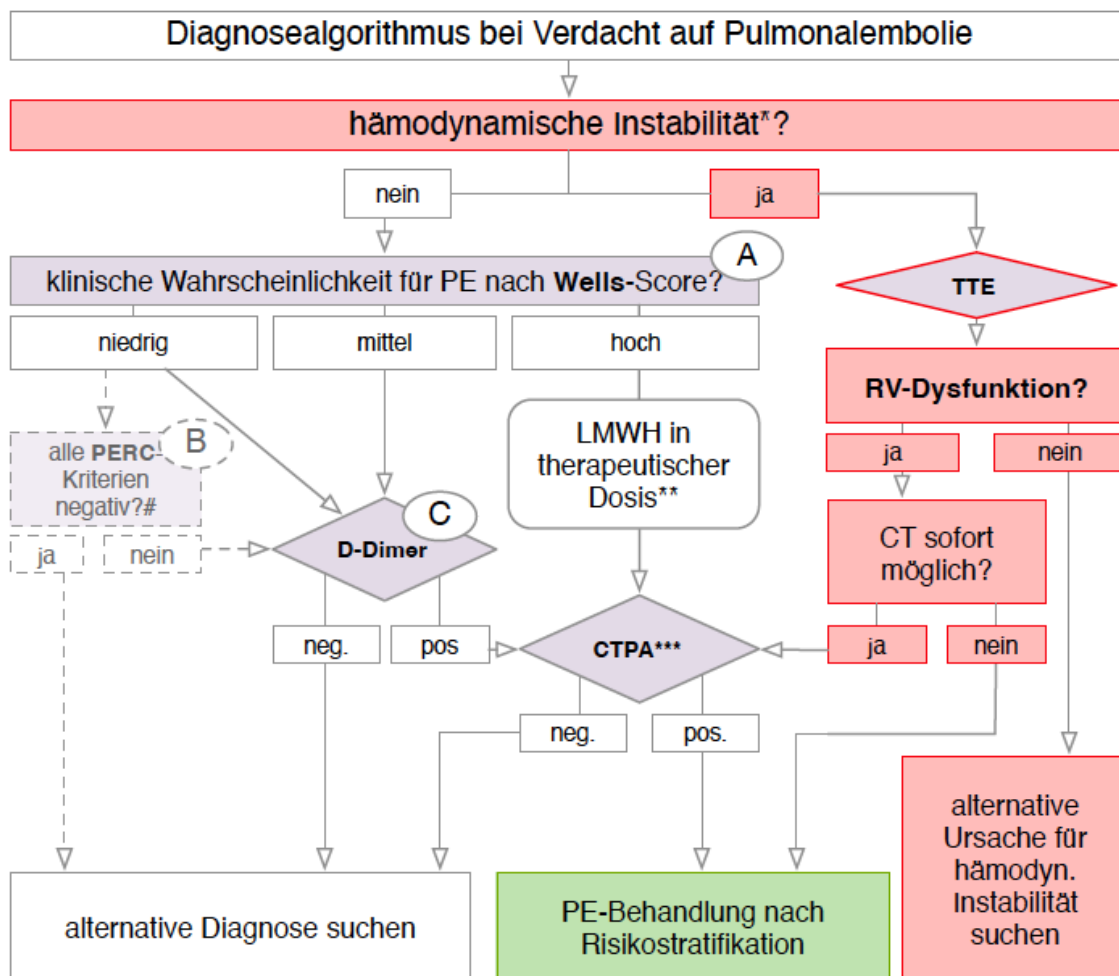 Diagnosealgorithmus bei Verdacht auf Pulmonalembolie
hämodynamische Instabilität*?
nein
ja
A
klinische Wahrscheinlichkeit für PE nach Wells-Score?
TTE
niedrig
mittel
hoch
RV-Dysfunktion?
ja
nein
B
alle PERC-
Kriterien
negativ?#
ja
nein
LMWH in
therapeutischer
Dosis**
C
D-Dimer
CT sofort
möglich?
neg.
pos
CTPA***
ja
nein
neg.
pos.
alternative Diagnose suchen
PE-Behandlung nach
Risikostratifikation
alternative
Ursache für
hämodyn.
Instabilität
suchen